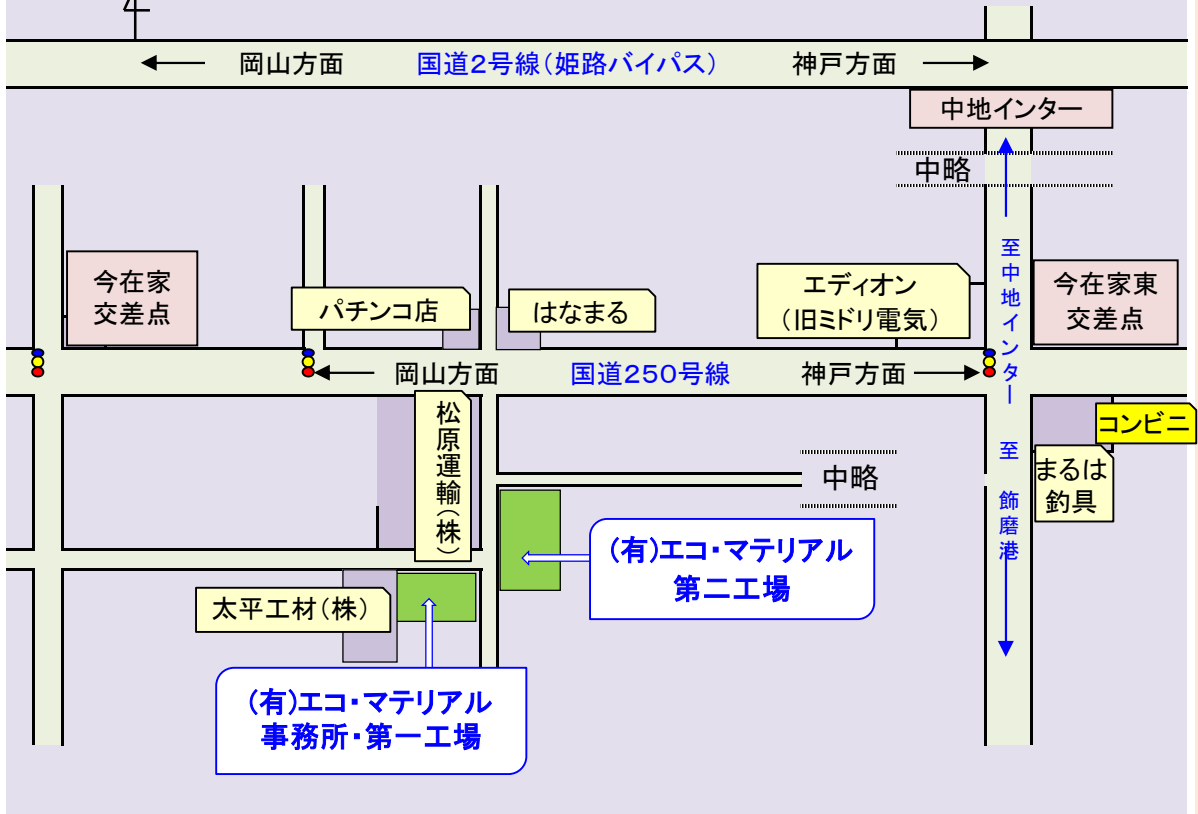 岡山方面 国道2号線(姫路バイパス) 神戸方面
中地インター
中略
至中地インター
今在家
交差点
パチンコ店
はなまる
エディオン
(旧ミドリ電気)
今在家東
交差点
岡山方面 国道250号線 神戸方面
松原運輸(株)
コンビニ
まるは
釣具
至 飾磨港
中略
(有)エコ・マテリアル
第二工場
太平工材(株)
(有)エコ・マテリアル
事務所・第一工場